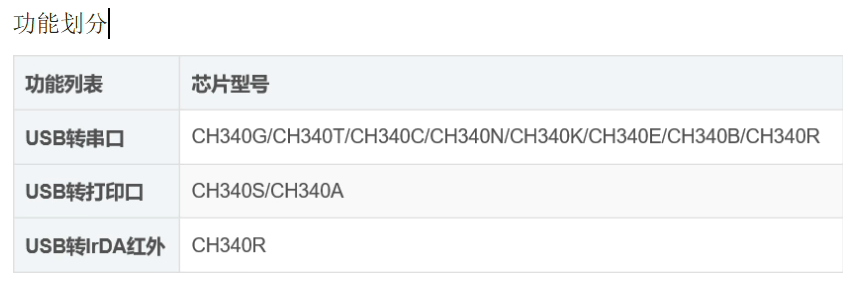 功能划分
功能列表 芯片型号
USB转串口 CH340G/CH340T/CH340C/CH340N/CH340K/CH340E/CH340B/CH340R
USB转打印口 CH340S/CH340A
USB转IrDA红外 CH340R